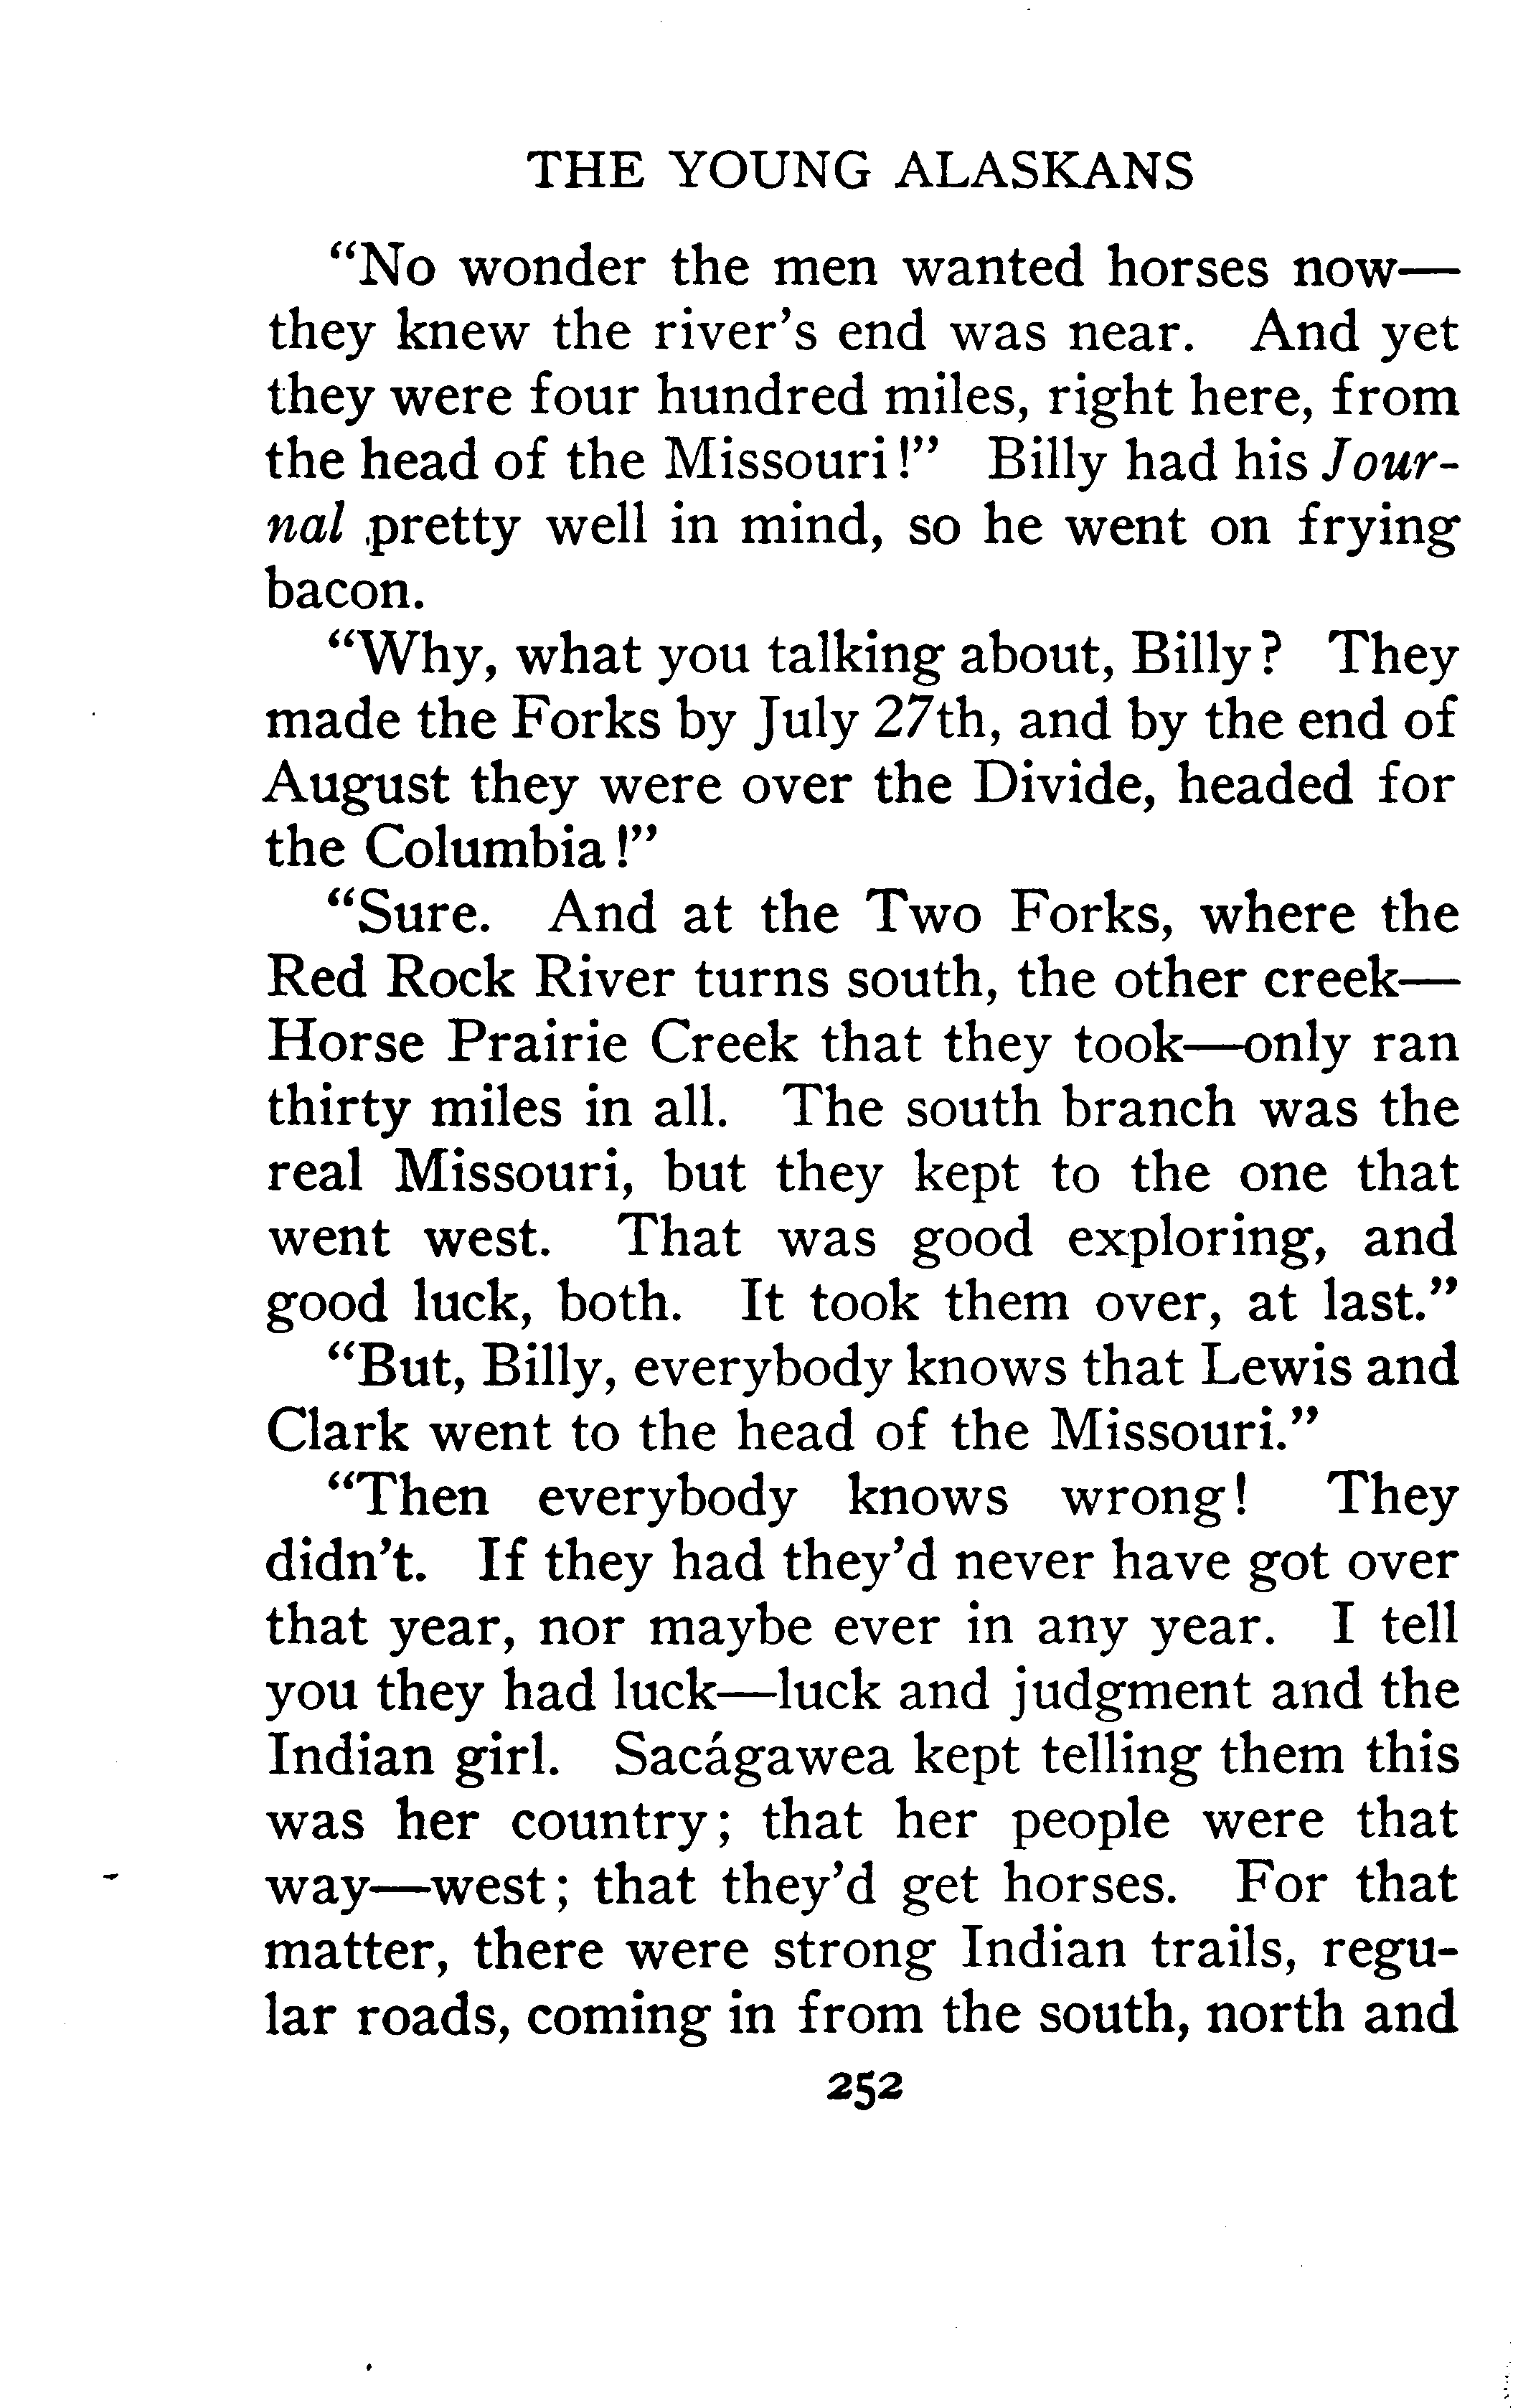 THE YOUNG ALASKANS
“No wonder the men wanted horses now—
they knew the river’s end was near. And yet
they were four hundred miles, right here, from
the head of the Missouri!” Billy had his Jour-
nal pretty well in mind, so he went on frying
bacon.
“Why, what you talking about, Billy? They
made the Forks by July 27th, and by the end of
August they were over the Divide, headed for
the Columbia!”
“Sure. And at the Two Forks, where the
Red Rock River turns south, the other creek—
Horse Prairie Creek that they took—only ran
thirty miles in all. The south branch was the
real Missouri, but they kept to the one that
went west. That was good exploring, and
good luck, both. It took them over, at last.”
“But, Billy, everybody knows that Lewis and
Clark went to the head of the Missouri.”
“Then everybody knows wrong! They
didn’t. If they had they’d never have got over
that year, nor maybe ever in any year. I tell
you they had luck—luck and judgment and the
Indian girl. Sacágawea kept telling them this
was her country; that her people were that
way—west; that they’d get horses. For that
matter, there were strong Indian trails, regu-
lar roads, coming in from the south, north and
252